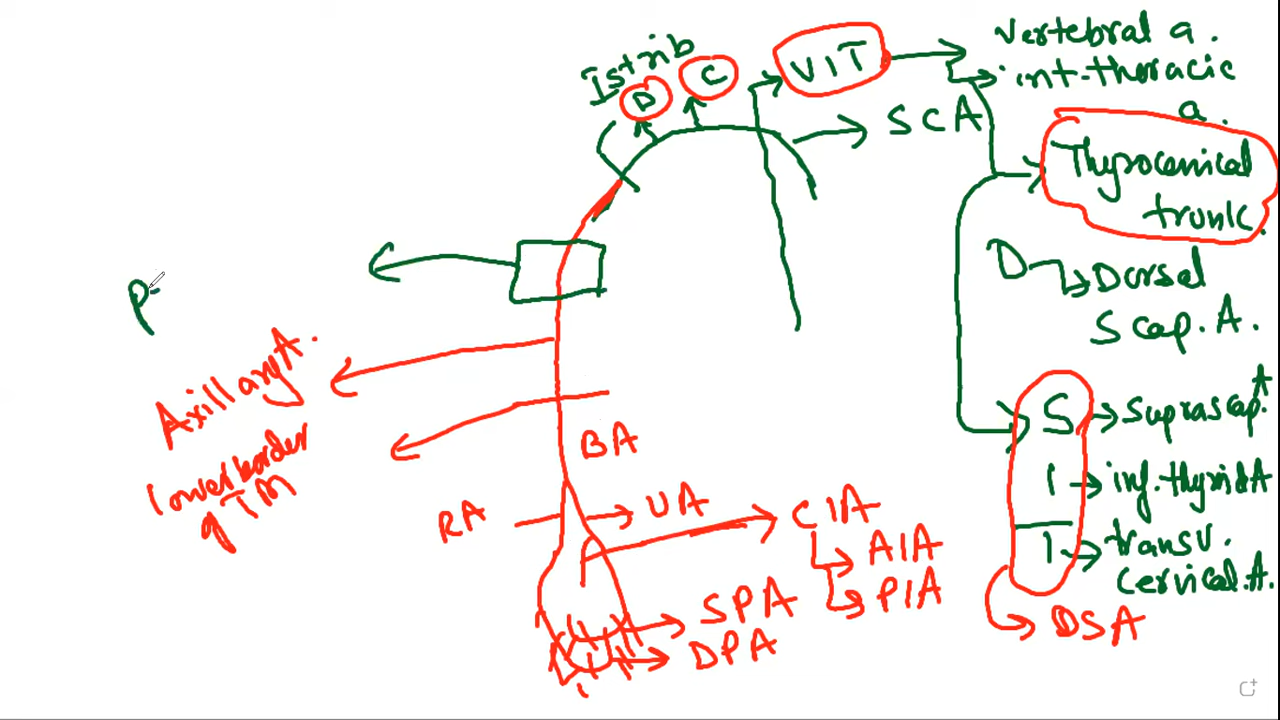 Ist rib
D
C
VIT
Vertebral a.
int.thoracic
a.
SCA
Thyrocervical
trunk.
D
Dorsal
Scap. A.
P
Axillary A.
lower border
of TM
BA
RA
UA
CIA
AIA
PIA
SPA
DPA
S
suprascap. A
I
inf. thyroid A
T
transv.
cervical. A.
DSA